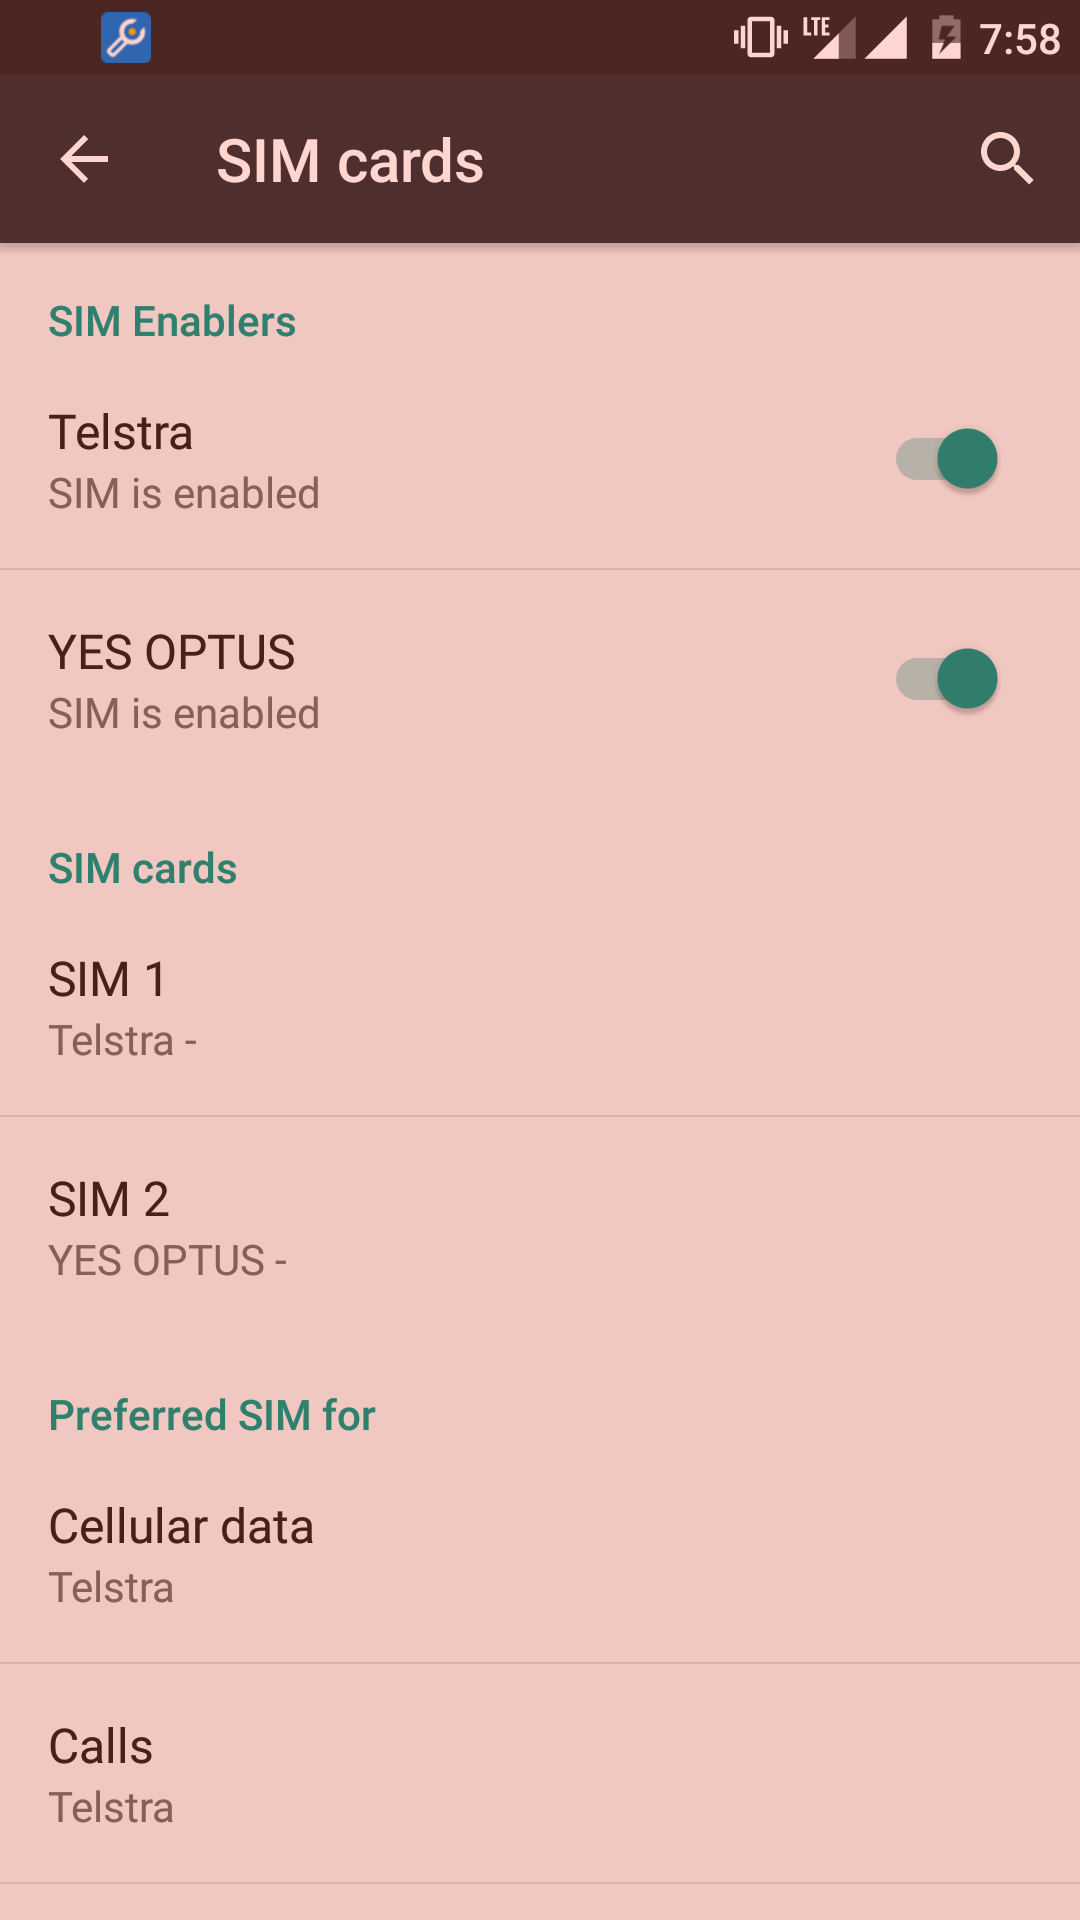 LTE 7:58
SIM cards
SIM Enablers
Telstra
SIM is enabled
YES OPTUS
SIM is enabled
SIM cards
SIM 1
Telstra -
SIM 2
YES OPTUS -
Preferred SIM for
Cellular data
Telstra
Calls
Telstra